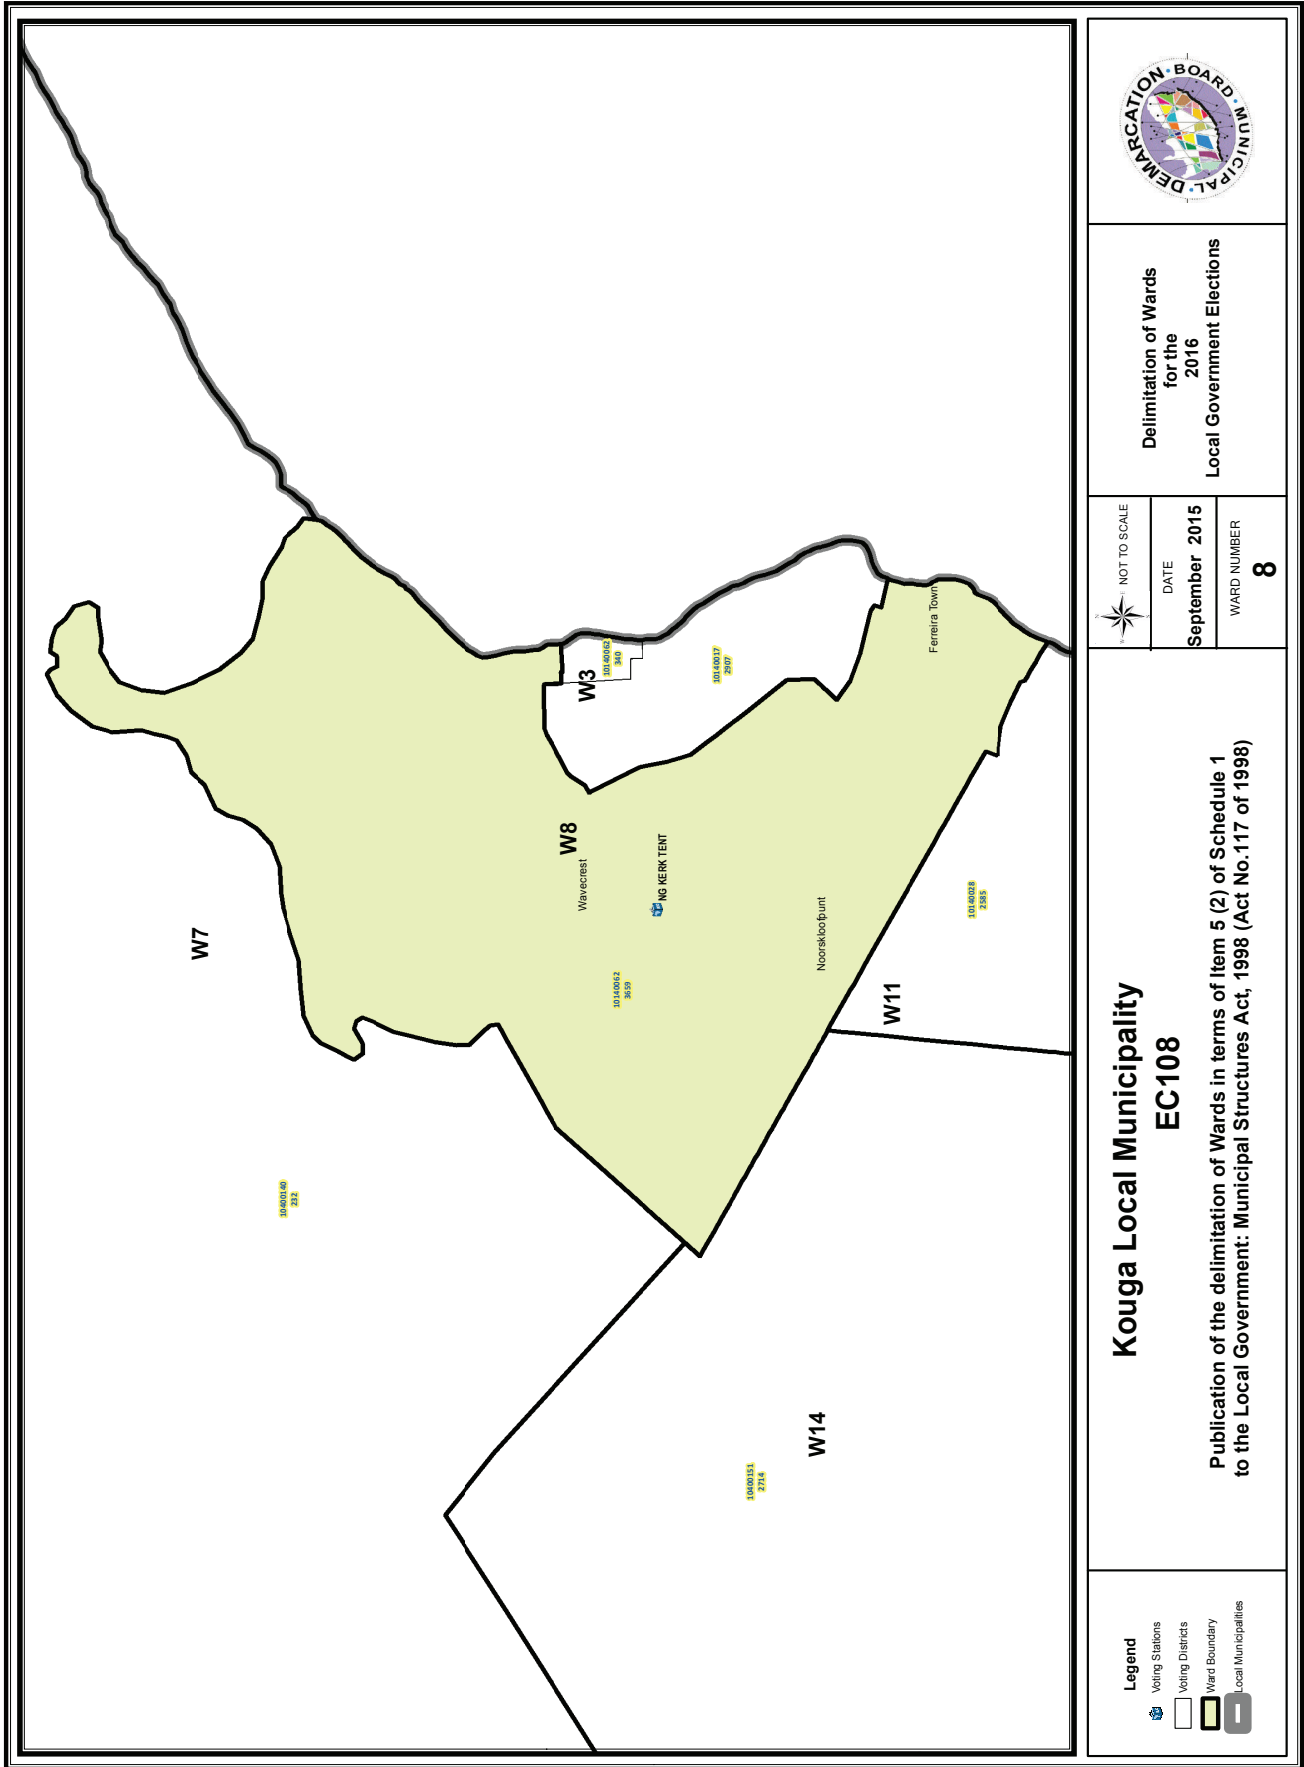 W7
10400140
232
W8
Wavecrest
W3
10140062
340
10140062
3659
NG KERK TENT
10140017
2907
10400151
2714
W14
Noorskloofpunt
W11
Ferreira Town
10140028
2585
Legend
Voting Stations
Voting Districts
Ward Boundary
Local Municipalities
Kouga Local Municipality
EC108
Publication of the delimitation of Wards in terms of Item 5 (2) of Schedule 1
to the Local Government: Municipal Structures Act, 1998 (Act No.117 of 1998)
N
W
E
S
NOT TO SCALE
DATE
September 2015
WARD NUMBER
8
Delimitation of Wards
for the
2016
Local Government Elections
MUNICIPAL • DEMARCATION • BOARD •